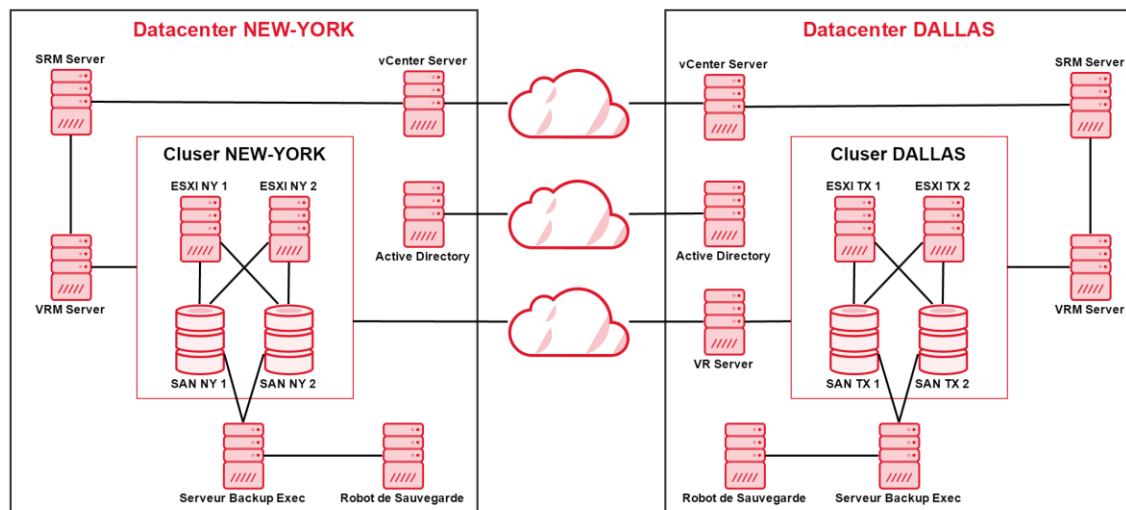 Datacenter NEW-YORK
SRM Server
vCenter Server
Cluser NEW-YORK
ESXI NY 1
ESXI NY 2
Active Directory
VRM Server
SAN NY 1
SAN NY 2
Serveur Backup Exec
Robot de Sauvegarde
Datacenter DALLAS
vCenter Server
SRM Server
Cluser DALLAS
ESXI TX 1
ESXI TX 2
Active Directory
VRM Server
VR Server
SAN TX 1
SAN TX 2
Robot de Sauvegarde
Serveur Backup Exec